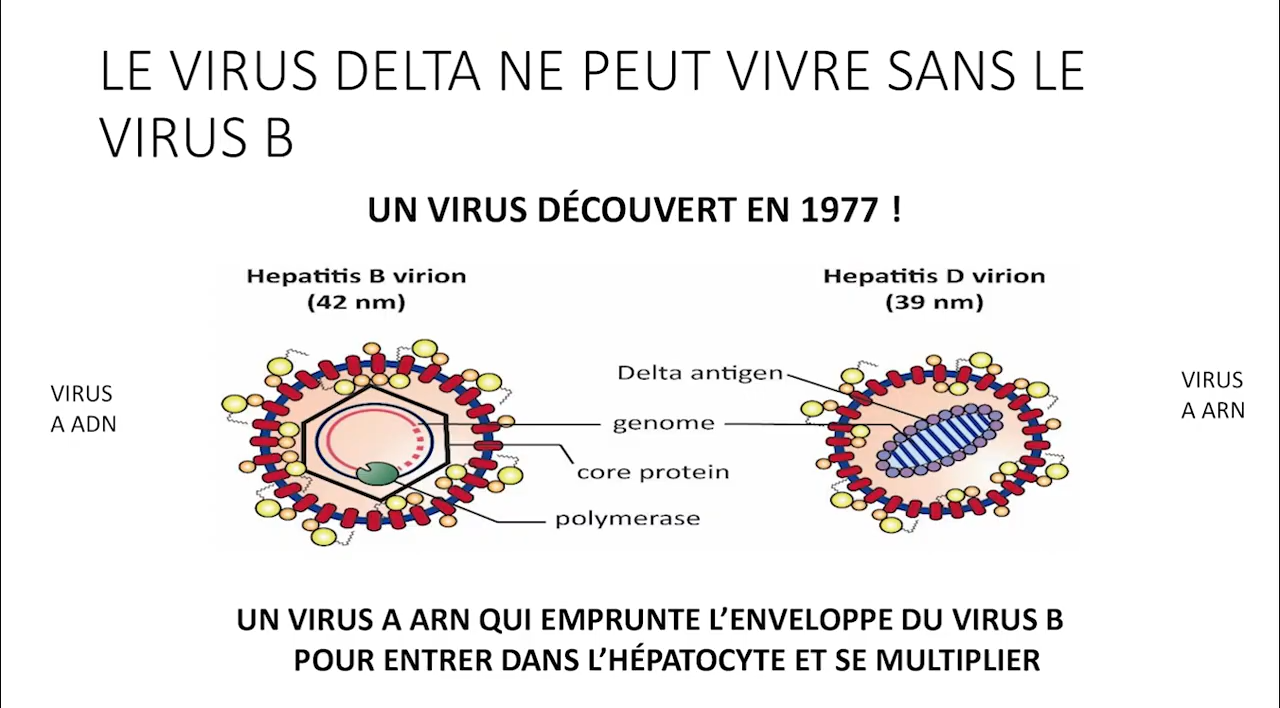 LE VIRUS DELTA NE PEUT VIVRE SANS LE
VIRUS B
UN VIRUS DÉCOUVERT EN 1977 !
Hepatitis B virion
(42 nm)
Hepatitis D virion
(39 nm)
VIRUS
A ADN
Delta antigen
genome
core protein
polymerase
VIRUS
A ARN
UN VIRUS A ARN QUI EMPRUNTE L’ENVELOPPE DU VIRUS B
POUR ENTRER DANS L’HÉPATOCYTE ET SE MULTIPLIER